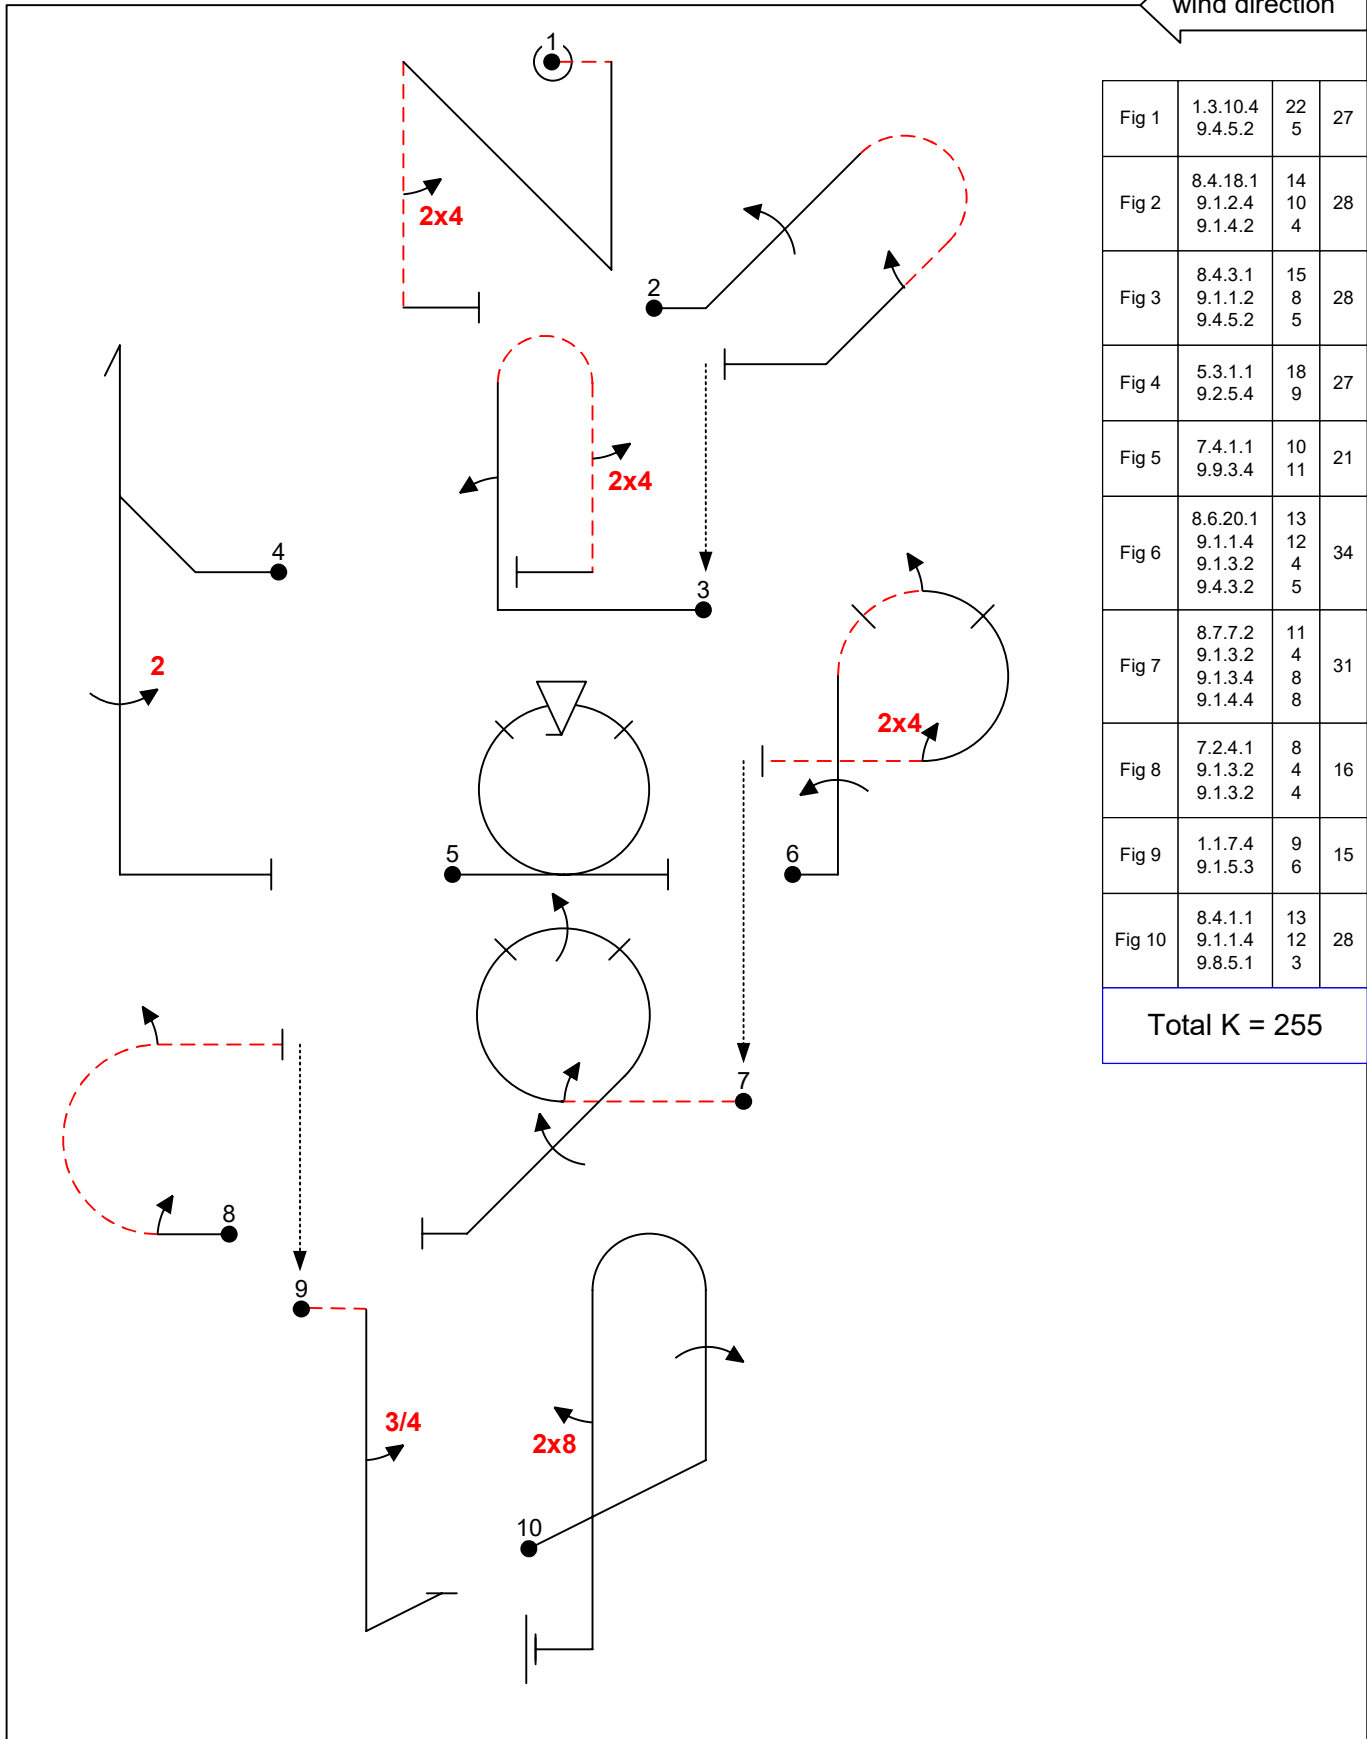 wind direction
1
2x4
2
2x4
3
4
2
2x4
5
6
7
8
9
3/4
2x8
10
Fig 1 1.3.10.4 22 27
9.4.5.2 5
Fig 2 8.4.18.1 14 28
9.1.2.4 10
9.1.4.2 4
Fig 3 8.4.3.1 15 28
9.1.1.2 8
9.4.5.2 5
Fig 4 5.3.1.1 18 27
9.2.5.4 9
Fig 5 7.4.1.1 10 21
9.9.3.4 11
Fig 6 8.6.20.1 13 34
9.1.1.4 12
9.1.3.2 4
9.4.3.2 5
Fig 7 8.7.7.2 11 31
9.1.3.2 4
9.1.3.4 8
9.1.4.4 8
Fig 8 7.2.4.1 8 16
9.1.3.2 4
9.1.3.2 4
Fig 9 1.1.7.4 9 15
9.1.5.3 6
Fig 10 8.4.1.1 13 28
9.1.1.4 12
9.8.5.1 3
Total K = 255